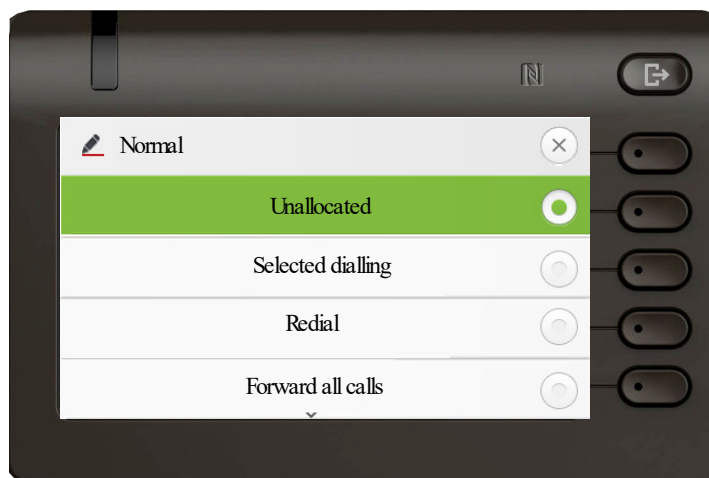 Normal
Unallocated
Selected dialling
Redial
Forward all calls